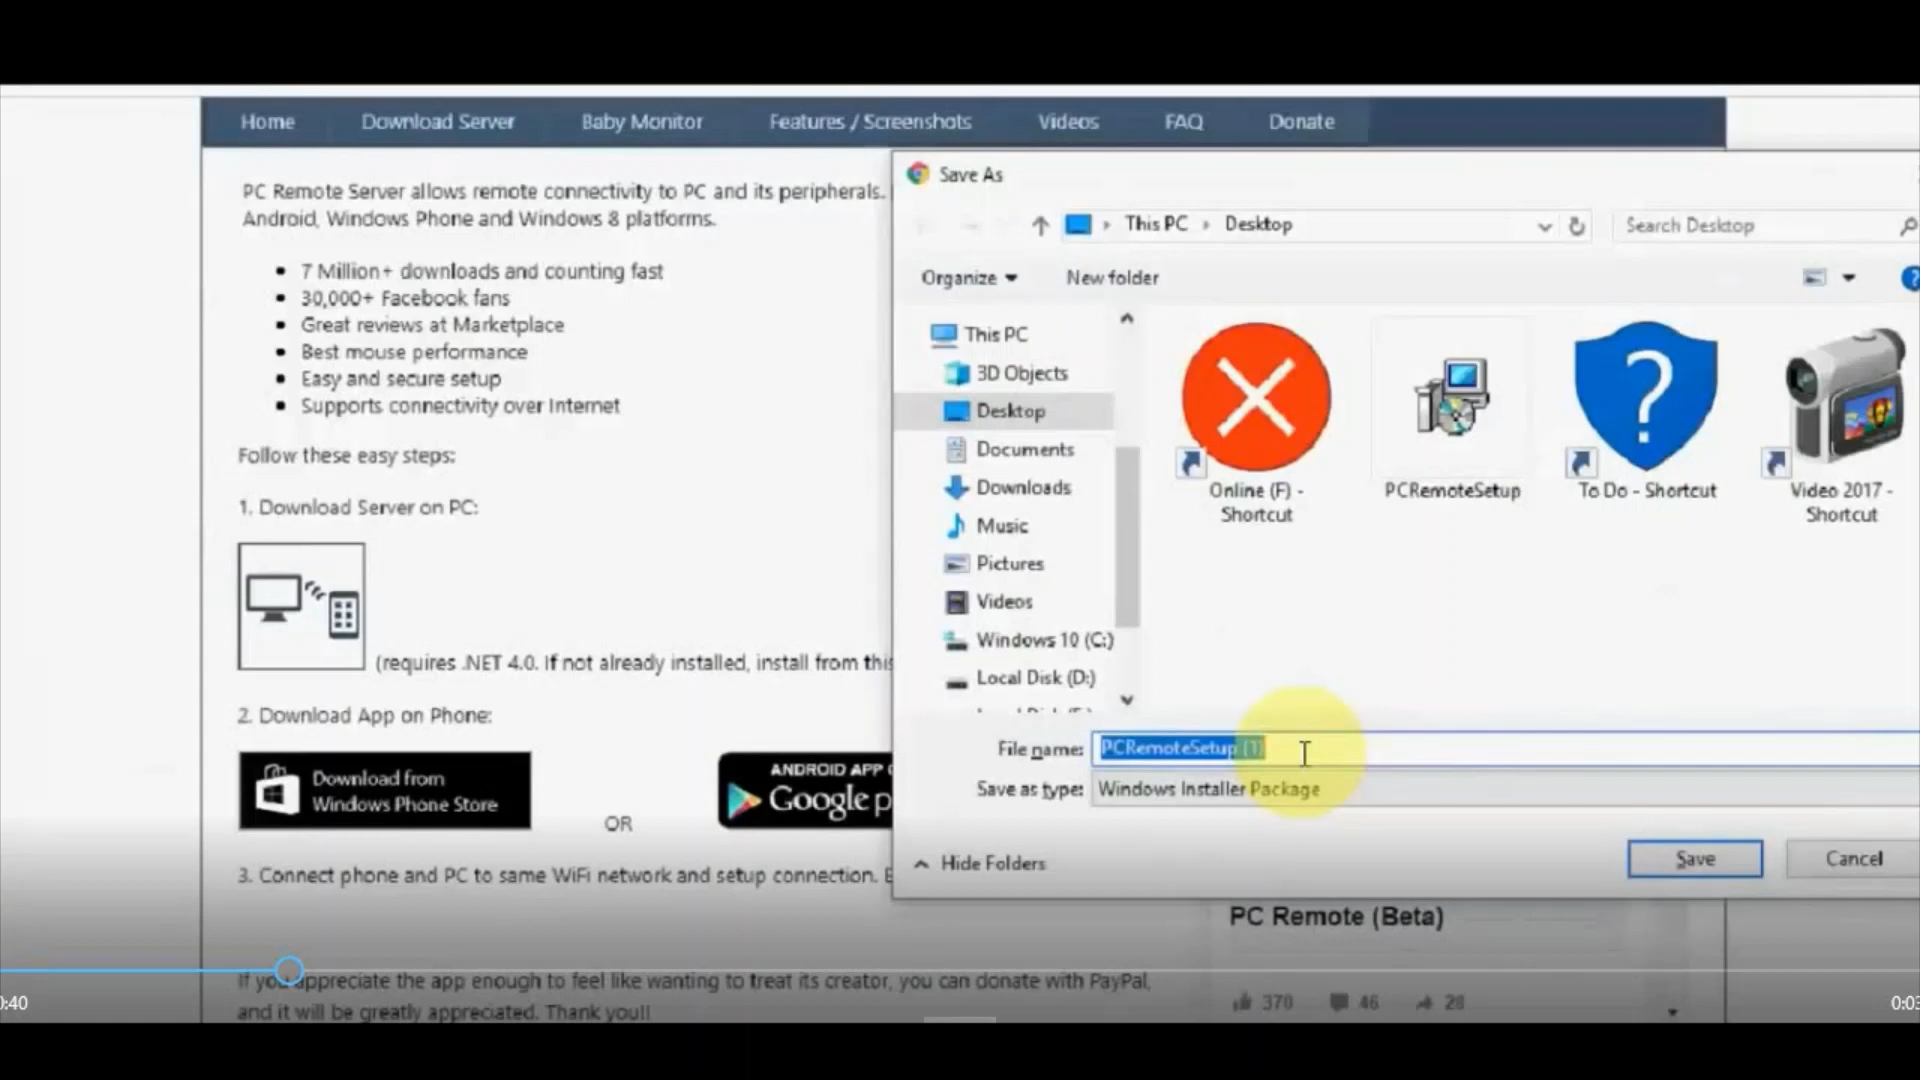 Home Download Server Baby Monitor Features / Screenshots Videos FAQ Donate
PC Remote Server allows remote connectivity to PC and its peripherals.
Android, Windows Phone and Windows 8 platforms.
7 Million+ downloads and counting fast
30,000+ Facebook fans
Great reviews at Marketplace
Best mouse performance
Easy and secure setup
Supports connectivity over Internet
Follow these easy steps:
1. Download Server on PC:
(requires .NET 4.0. If not already installed, install from this
2. Download App on Phone:
Download from
Windows Phone Store
OR
ANDROID APP
Google p
3. Connect phone and PC to same WiFi network and setup connection.
If you appreciate the app enough to feel like wanting to treat its creator, you can donate with PayPal,
and it will be greatly appreciated. Thank you!!
Save As
This PC Desktop
Search Desktop
Organize New folder
This PC
3D Objects
Desktop
Documents
Downloads
Music
Pictures
Videos
Windows 10 (C:)
Local Disk (D:)
Online (F) -
Shortcut
PCRemoteSetup
To Do - Shortcut
Video 2017 -
Shortcut
File name: PCRemoteSetup (1)
Save as type: Windows Installer Package
Hide Folders
Save Cancel
PC Remote (Beta)
370 46 28
0:40
0:03